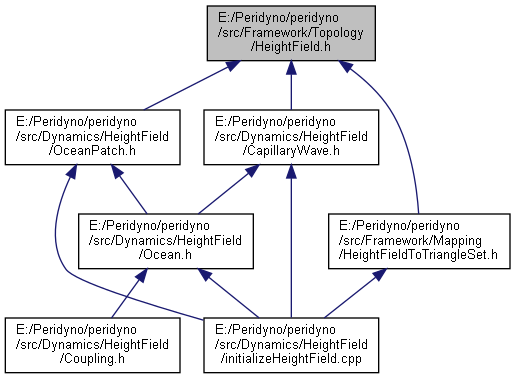 E:/Peridyno/peridyno
/src/Framework/Topology
/HeightField.h
E:/Peridyno/peridyno
/src/Dynamics/HeightField
/OceanPatch.h
E:/Peridyno/peridyno
/src/Dynamics/HeightField
/CapillaryWave.h
E:/Peridyno/peridyno
/src/Dynamics/HeightField
/Ocean.h
E:/Peridyno/peridyno
/src/Framework/Mapping
/HeightFieldToTriangleSet.h
E:/Peridyno/peridyno
/src/Dynamics/HeightField
/Coupling.h
E:/Peridyno/peridyno
/src/Dynamics/HeightField
/initializeHeightField.cpp